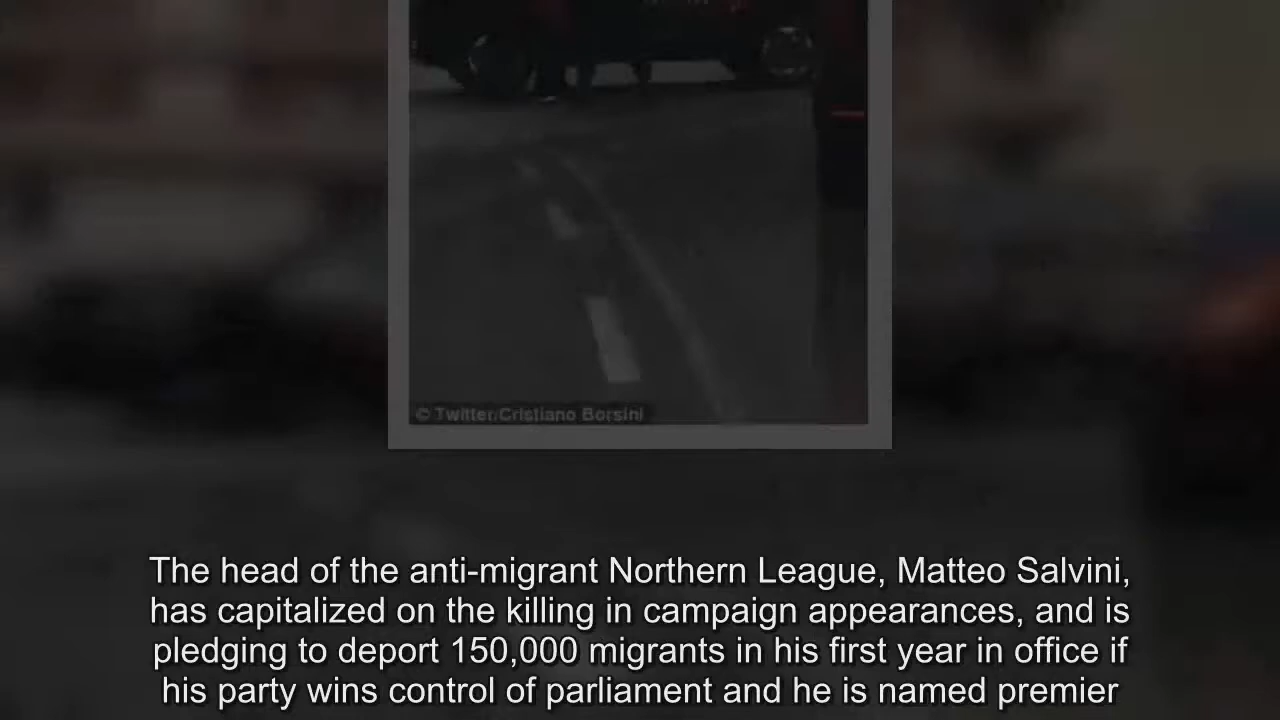 © Twitter/Cristiano Borsini
The head of the anti-migrant Northern League, Matteo Salvini,
has capitalized on the killing in campaign appearances, and is
pledging to deport 150,000 migrants in his first year in office if
his party wins control of parliament and he is named premier